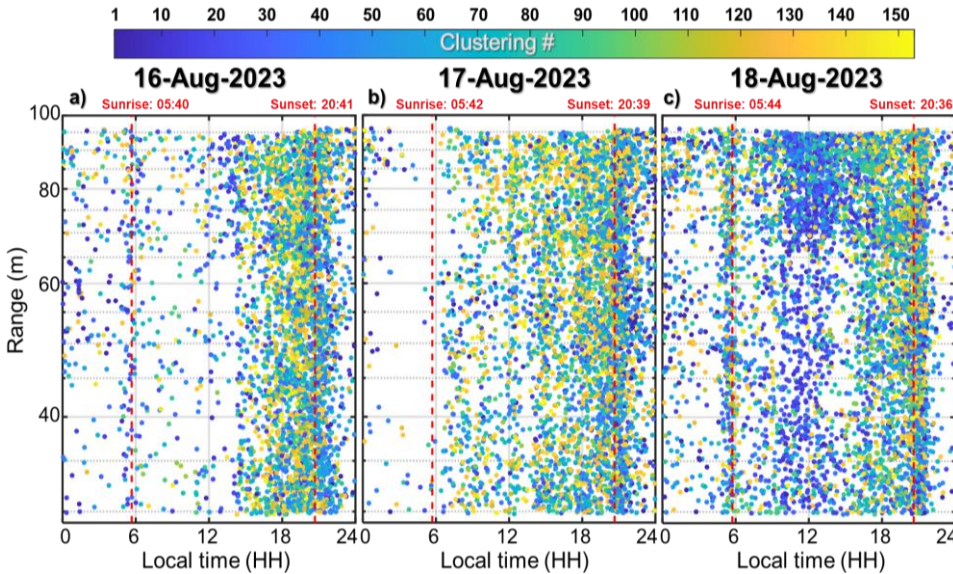 1 10 20 30 40 50 60 70 80 90 100 110 120 130 140 150
Clustering #
16-Aug-2023 17-Aug-2023 18-Aug-2023
a) Sunrise: 05:40 Sunset: 20:41 b) Sunrise: 05:42 Sunset: 20:39 c) Sunrise: 05:44 Sunset: 20:36
100
80
60
40
Range (m)
0 6 12 18 24 0 6 12 18 24 0 6 12 18 24
Local time (HH) Local time (HH) Local time (HH)